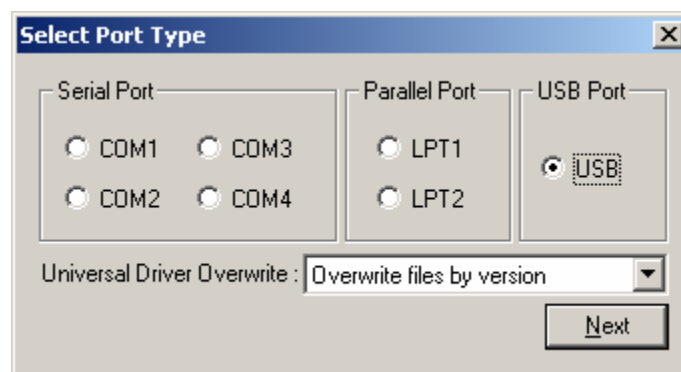 Select Port Type
Serial Port Parallel Port USB Port
COM1 COM3 LPT1
USB
COM2 COM4 LPT2
Universal Driver Overwrite : Overwrite files by version
Next